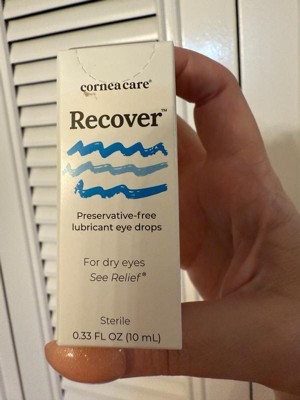 corneacare®
Recover™
Preservative-free
lubricant eye drops
For dry eyes
See Relief®
Sterile
0.33 FL OZ (10 mL)